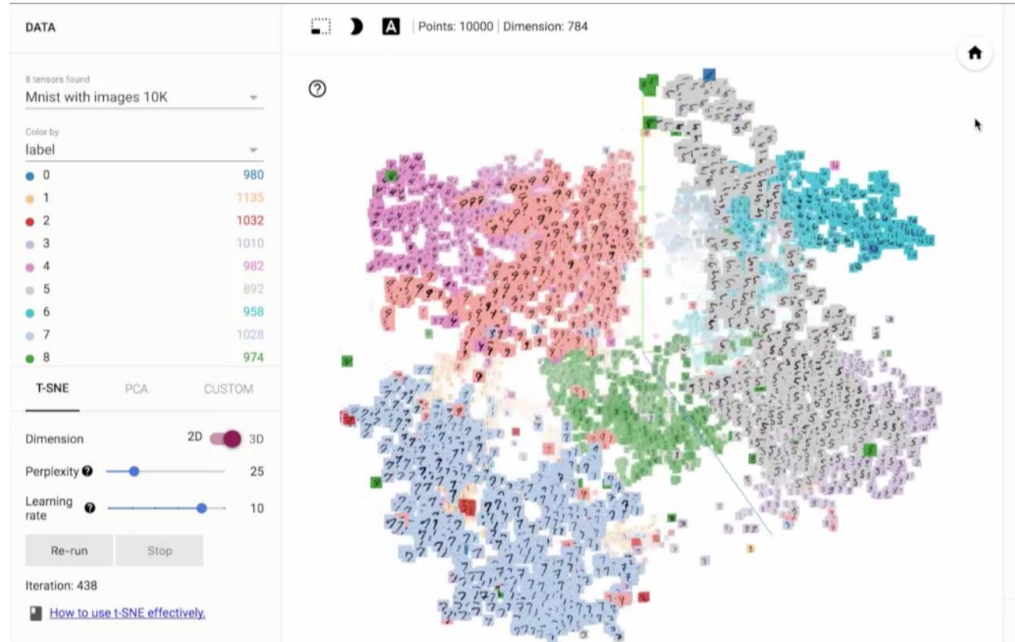 DATA
Points: 10000 | Dimension: 784
8 tensors found
Mnist with images 10K
Color by
label
0 980
1 1135
2 1032
3 1010
4 982
5 892
6 958
7 1028
8 974
T-SNE PCA CUSTOM
Dimension 2D 3D
Perplexity 25
Learning rate 10
Re-run Stop
Iteration: 438
How to use t-SNE effectively.